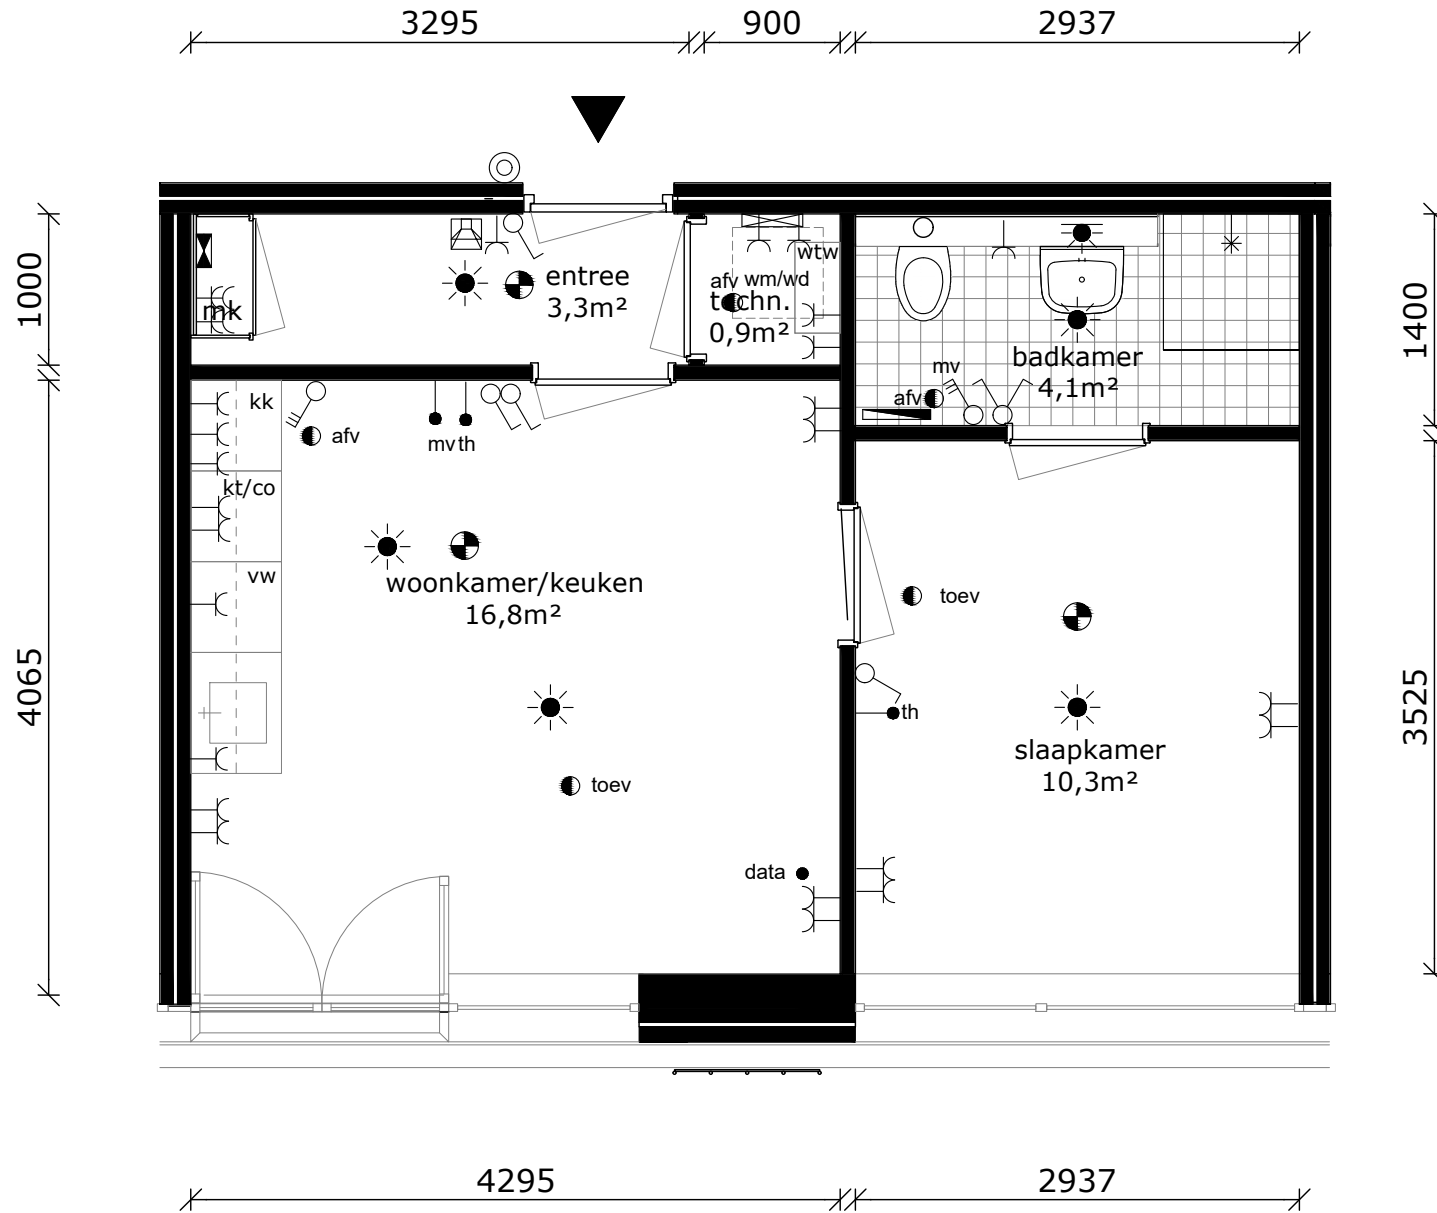 3295
900
2937
1000
1400
4065
3525
mk
entree
3,3m²
wtw
afv
wm/wd
techn.
0,9m²
badkamer
4,1m²
mv
afv
kk
afv
mv
th
kt/co
vw
woonkamer/keuken
16,8m²
toev
th
slaapkamer
10,3m²
toev
data
4295
2937